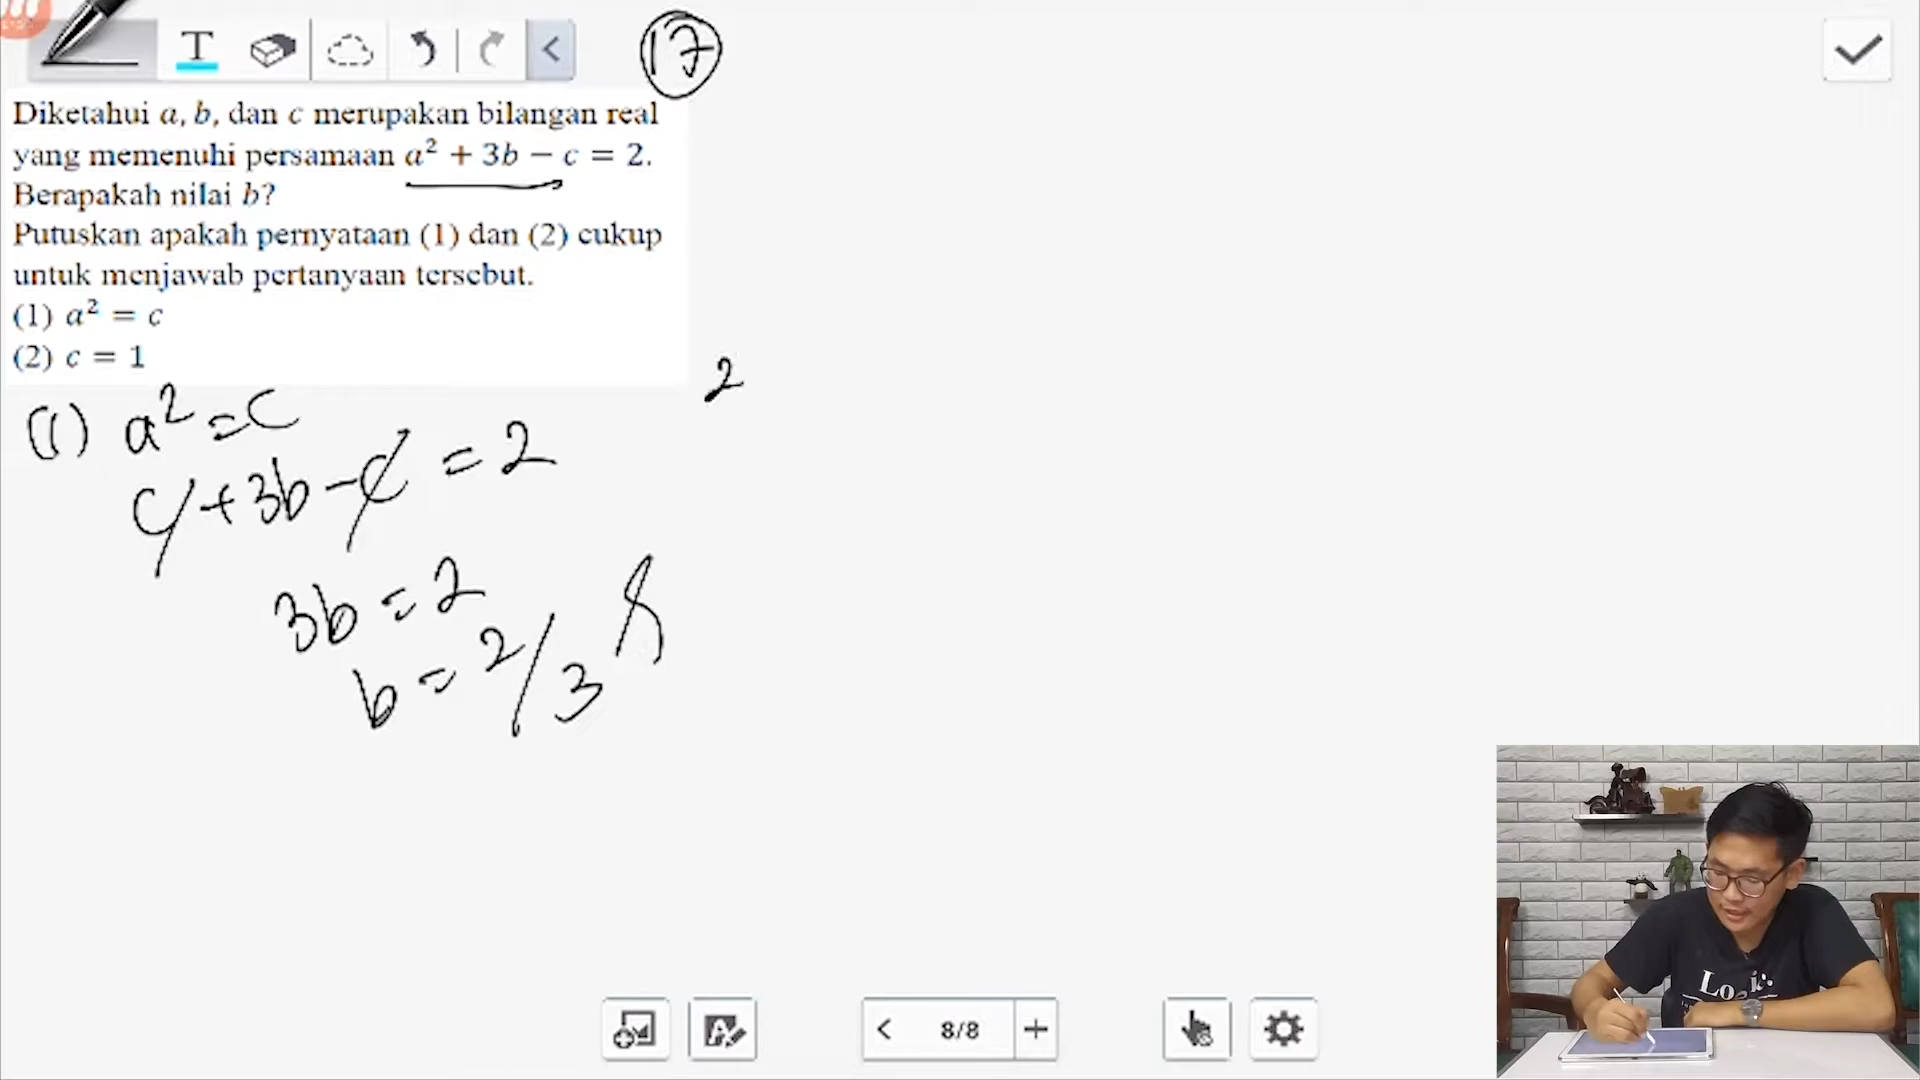 T
17
Diketahui a, b, dan c merupakan bilangan real
yang memenuhi persamaan a² + 3b − c = 2.
Berapakah nilai b?
Putuskan apakah pernyataan (1) dan (2) cukup
untuk menjawab pertanyaan tersebut.
(1) a² = c
(2) c = 1
2
(1) a² = c
c + 3b − c = 2
3b = 2
b = 2/3
8/8